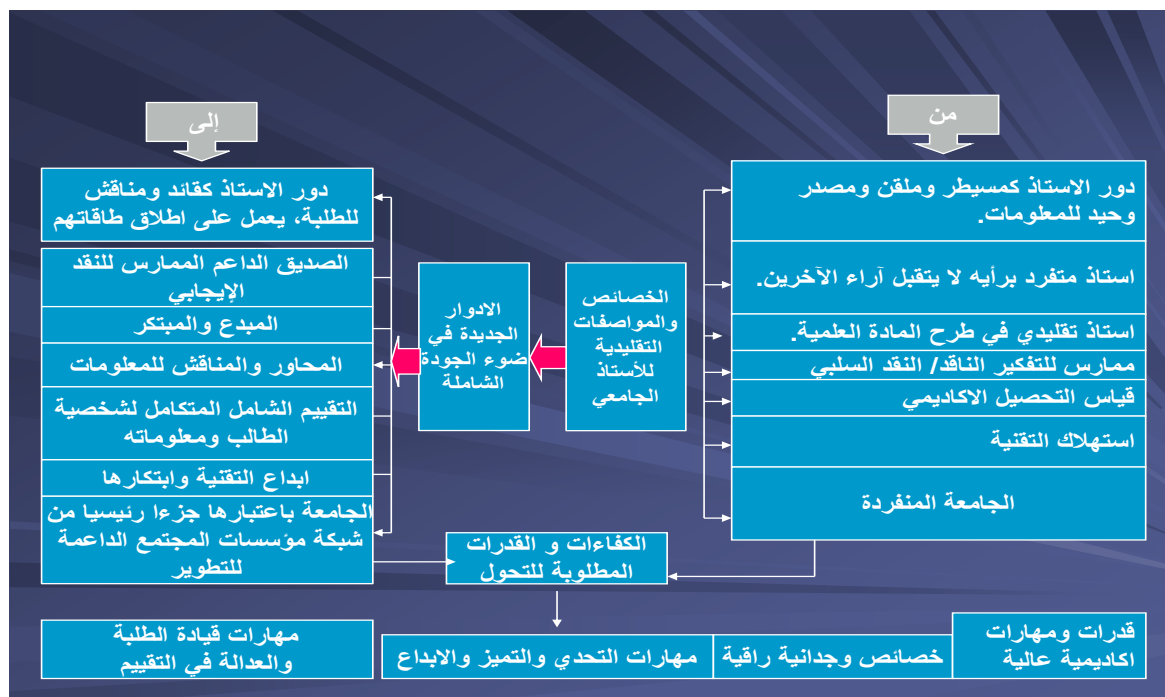 من
إلى
دور الاستاذ كمسيطر وملقن ومصدر
وحيد للمعلومات.
استاذ متفرد برأيه لا يتقبل آراء الآخرين.
استاذ تقليدي في طرح المادة العلمية.
ممارس للتفكير الناقد/ النقد السلبي
قياس التحصيل الاكاديمي
استهلاك التقنية
الجامعة المنفردة
الخصائص
والمواصفات
التقليدية
للأستاذ
الجامعي
الادوار
الجديدة في
ضوء الجودة
الشاملة
دور الاستاذ كقائد ومناقش
للطلبة، يعمل على اطلاق طاقاتهم
الصديق الداعم الممارس للنقد
الإيجابي
المبدع والمبتكر
المحاور والمناقش للمعلومات
التقييم الشامل المتكامل لشخصية
الطالب ومعلوماته
ابداع التقنية وابتكارها
الجامعة باعتبارها جزءا رئيسيا من
شبكة مؤسسات المجتمع الداعمة
للتطوير
الكفاءات و القدرات
المطلوبة للتحول
قدرات ومهارات
اكاديمية عالية
خصائص وجدانية راقية
مهارات التحدي والتميز والابداع
مهارات قيادة الطلبة
والعدالة في التقييم